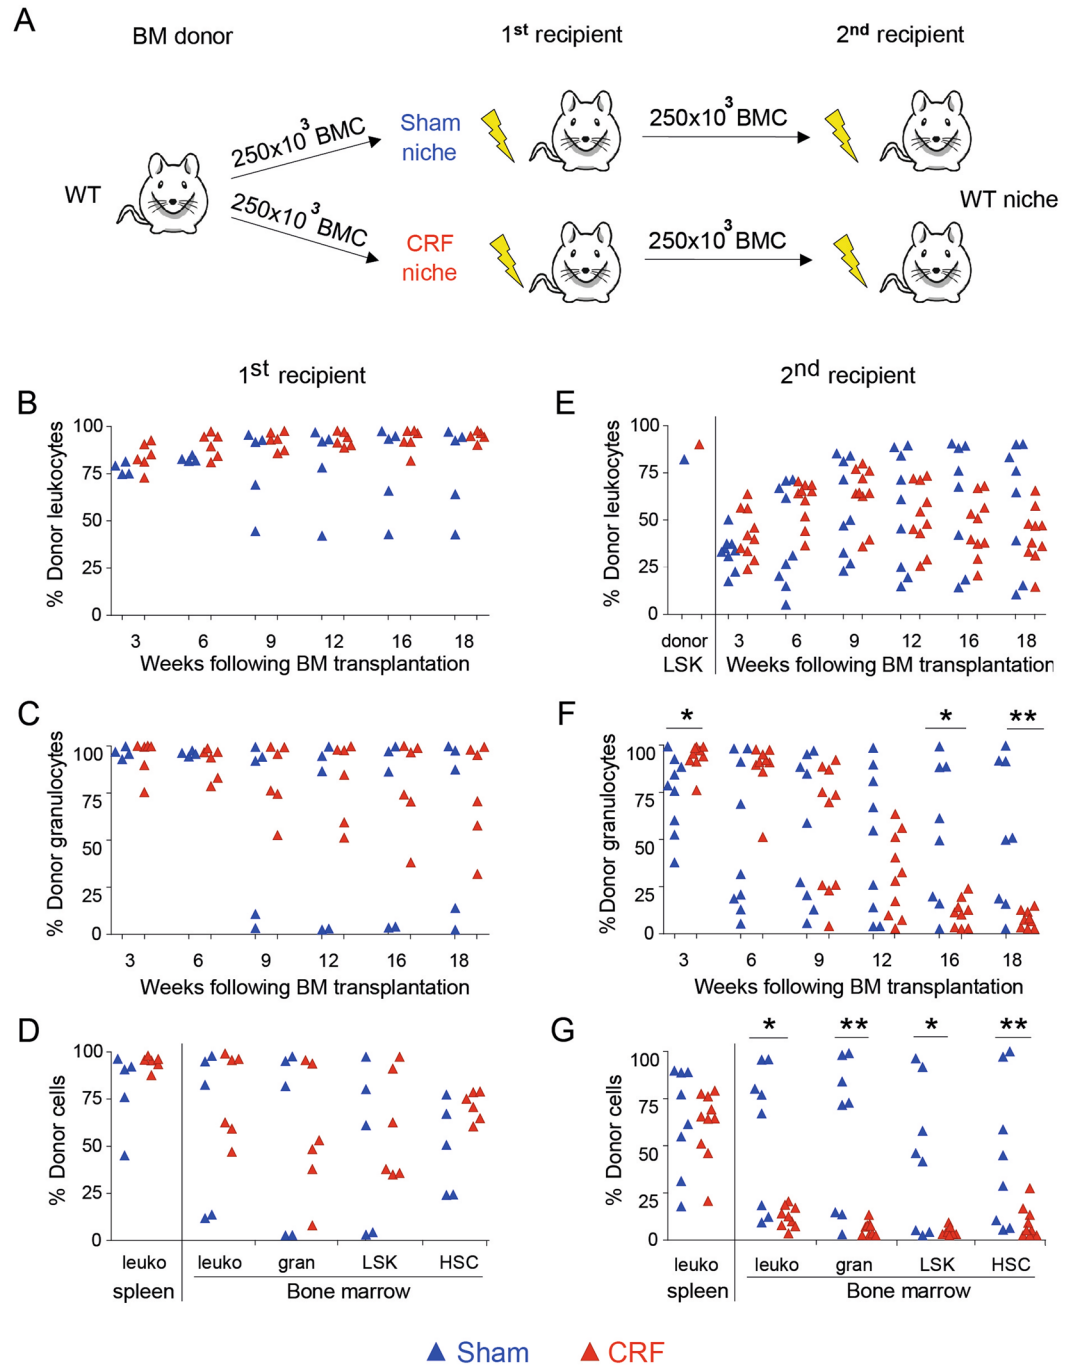 A
BM donor
1st recipient
2nd recipient
WT
250x10³ BMC
250x10³ BMC
Sham
niche
CRF
niche
250x10³ BMC
250x10³ BMC
WT niche
1st recipient
2nd recipient
B
% Donor leukocytes
100
75
50
25
0
3 6 9 12 16 18
Weeks following BM transplantation
E
% Donor leukocytes
100
75
50
25
0
donor
LSK
3 6 9 12 16 18
Weeks following BM transplantation
C
% Donor granulocytes
100
75
50
25
0
3 6 9 12 16 18
Weeks following BM transplantation
F
% Donor granulocytes
* * **
100
75
50
25
0
3 6 9 12 16 18
Weeks following BM transplantation
D
% Donor cells
100
75
50
25
0
leuko leuko gran LSK HSC
spleen Bone marrow
G
% Donor cells
* ** * **
100
75
50
25
0
leuko leuko gran LSK HSC
spleen Bone marrow
Sham CRF